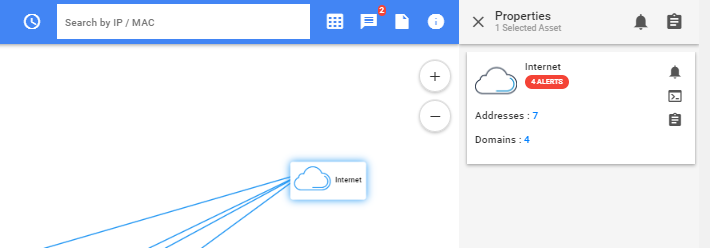 Search by IP / MAC
2
Properties
1 Selected Asset
Internet
4 ALERTS
Addresses : 7
Domains : 4
Internet